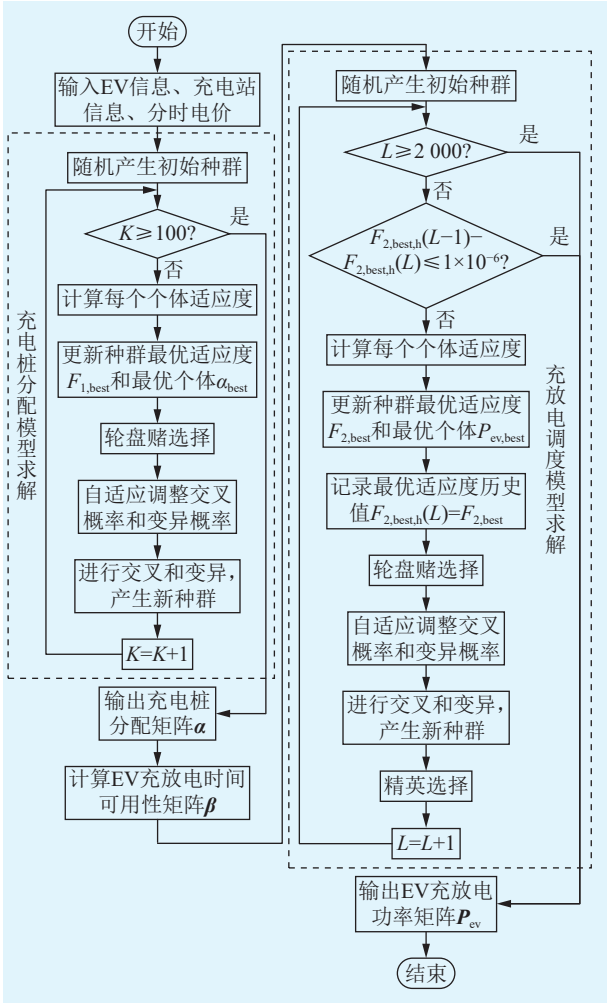 开始
输入EV信息、充电站
信息、分时电价
随机产生初始种群
K≥100?
是
否
计算每个个体适应度
更新种群最优适应度
F1,best和最优个体αbest
轮盘赌选择
自适应调整交叉
概率和变异概率
进行交叉和变异，
产生新种群
K=K+1
充电桩分配模型求解
输出充电桩
分配矩阵α
计算EV充放电时间
可用性矩阵β
随机产生初始种群
L≥2 000?
是
否
F2,best,h(L−1)−
F2,best,h(L)≤1×10−6?
是
否
计算每个个体适应度
更新种群最优适应度
F2,best和最优个体Pev,best
记录最优适应度历史
值F2,best,h(L)=F2,best
轮盘赌选择
自适应调整交叉
概率和变异概率
进行交叉和变异，
产生新种群
精英选择
L=L+1
充放电调度模型求解
输出EV充放电
功率矩阵Pev
结束